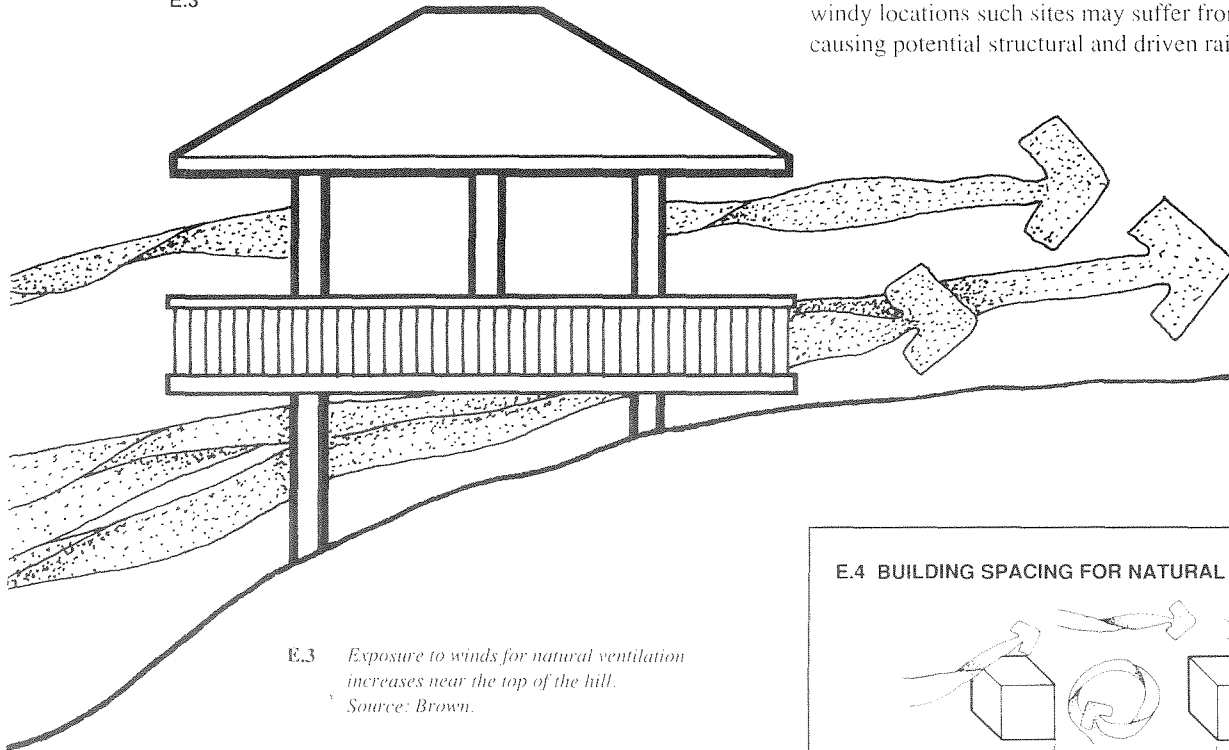 E.3
windy locations such sites may suffer from
causing potential structural and driven rai
E.3 Exposure to winds for natural ventilation
increases near the top of the hill.
Source: Brown.
E.4 BUILDING SPACING FOR NATURAL